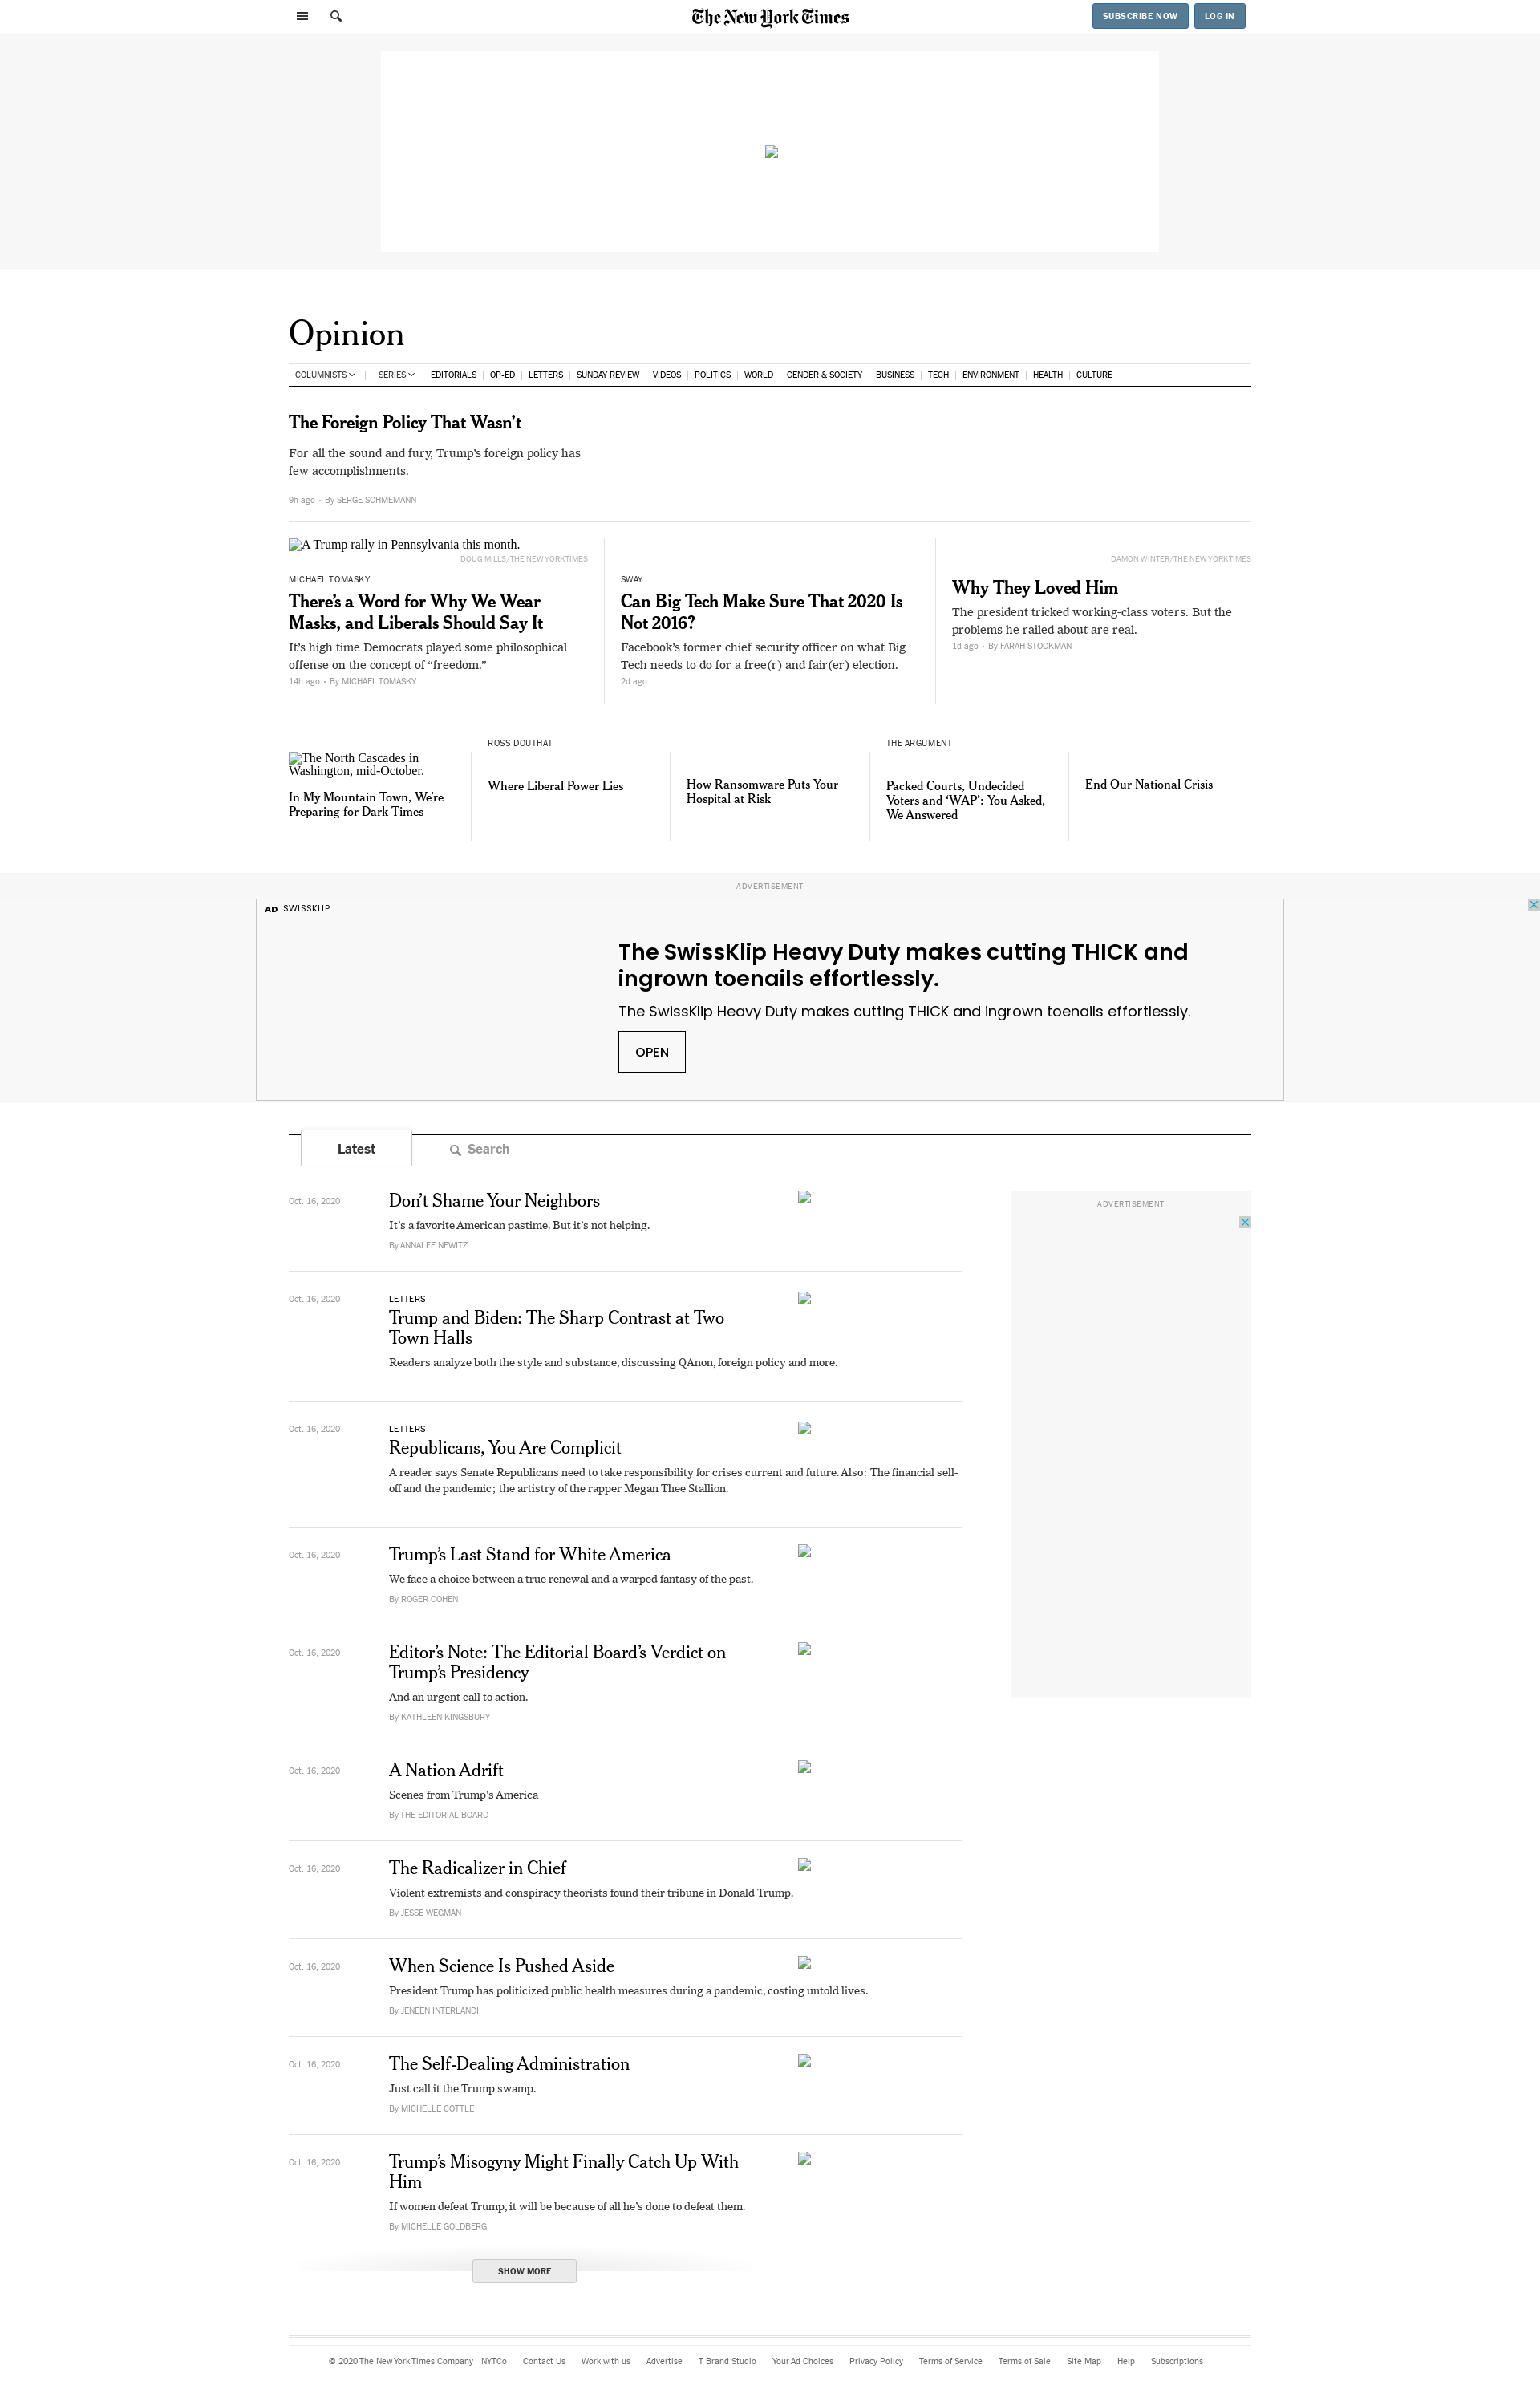 The New York Times
SUBSCRIBE NOW
LOG IN
Opinion
COLUMNISTS
SERIES
EDITORIALS
OP-ED
LETTERS
SUNDAY REVIEW
VIDEOS
POLITICS
WORLD
GENDER & SOCIETY
BUSINESS
TECH
ENVIRONMENT
HEALTH
CULTURE
The Foreign Policy That Wasn’t
For all the sound and fury, Trump’s foreign policy has
few accomplishments.
9h ago • By SERGE SCHMEMANN
A Trump rally in Pennsylvania this month.
DOUG MILLS/THE NEW YORK TIMES
MICHAEL TOMASKY
There’s a Word for Why We Wear
Masks, and Liberals Should Say It
It’s high time Democrats played some philosophical
offense on the concept of “freedom.”
14h ago • By MICHAEL TOMASKY
SWAY
Can Big Tech Make Sure That 2020 Is
Not 2016?
Facebook’s former chief security officer on what Big
Tech needs to do for a free(r) and fair(er) election.
2d ago
DAMON WINTER/THE NEW YORK TIMES
Why They Loved Him
The president tricked working-class voters. But the
problems he railed about are real.
1d ago • By FARAH STOCKMAN
The North Cascades in
Washington, mid-October.
In My Mountain Town, We’re
Preparing for Dark Times
ROSS DOUTHAT
Where Liberal Power Lies
How Ransomware Puts Your
Hospital at Risk
THE ARGUMENT
Packed Courts, Undecided
Voters and ‘WAP’: You Asked,
We Answered
End Our National Crisis
ADVERTISEMENT
AD SWISSKLIP
The SwissKlip Heavy Duty makes cutting THICK and
ingrown toenails effortlessly.
The SwissKlip Heavy Duty makes cutting THICK and ingrown toenails effortlessly.
OPEN
Latest
Search
ADVERTISEMENT
Oct. 16, 2020
Don’t Shame Your Neighbors
It’s a favorite American pastime. But it’s not helping.
By ANNALEE NEWITZ
Oct. 16, 2020
LETTERS
Trump and Biden: The Sharp Contrast at Two
Town Halls
Readers analyze both the style and substance, discussing QAnon, foreign policy and more.
Oct. 16, 2020
LETTERS
Republicans, You Are Complicit
A reader says Senate Republicans need to take responsibility for crises current and future. Also: The financial sell-
off and the pandemic; the artistry of the rapper Megan Thee Stallion.
Oct. 16, 2020
Trump’s Last Stand for White America
We face a choice between a true renewal and a warped fantasy of the past.
By ROGER COHEN
Oct. 16, 2020
Editor’s Note: The Editorial Board’s Verdict on
Trump’s Presidency
And an urgent call to action.
By KATHLEEN KINGSBURY
Oct. 16, 2020
A Nation Adrift
Scenes from Trump’s America
By THE EDITORIAL BOARD
Oct. 16, 2020
The Radicalizer in Chief
Violent extremists and conspiracy theorists found their tribune in Donald Trump.
By JESSE WEGMAN
Oct. 16, 2020
When Science Is Pushed Aside
President Trump has politicized public health measures during a pandemic, costing untold lives.
By JENEEN INTERLANDI
Oct. 16, 2020
The Self-Dealing Administration
Just call it the Trump swamp.
By MICHELLE COTTLE
Oct. 16, 2020
Trump’s Misogyny Might Finally Catch Up With
Him
If women defeat Trump, it will be because of all he’s done to defeat them.
By MICHELLE GOLDBERG
SHOW MORE
© 2020 The New York Times Company NYTCo Contact Us Work with us Advertise T Brand Studio Your Ad Choices Privacy Policy Terms of Service Terms of Sale Site Map Help Subscriptions